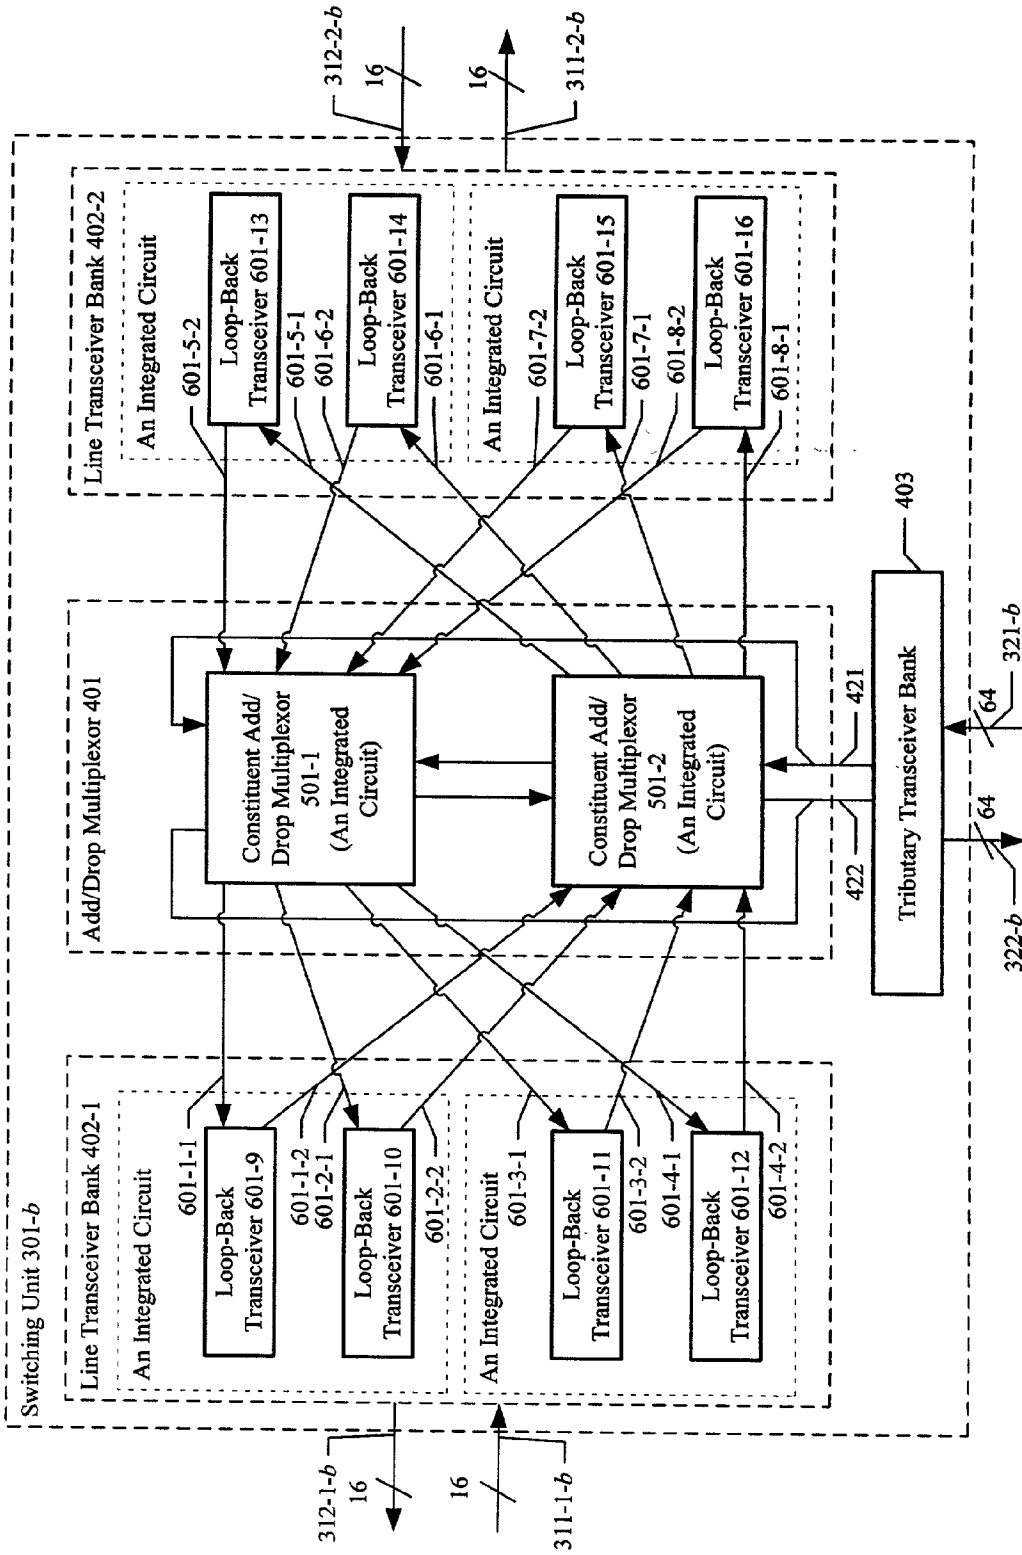 Switching Unit 301-b
Line Transceiver Bank 402-1
An Integrated Circuit
Loop-Back
Transceiver 601-9
Loop-Back
Transceiver 601-10
An Integrated Circuit
Loop-Back
Transceiver 601-11
Loop-Back
Transceiver 601-12
601-1-1
601-1-2
601-2-1
601-2-2
601-3-1
601-3-2
601-4-1
601-4-2
312-1-b
16
16
311-1-b
Add/Drop Multiplexor 401
Constituent Add/
Drop Multiplexor
501-1
(An Integrated
Circuit)
Constituent Add/
Drop Multiplexor
501-2
(An Integrated
Circuit)
422
421
Tributary Transceiver Bank
403
64
322-b
64
321-b
Line Transceiver Bank 402-2
An Integrated Circuit
Loop-Back
Transceiver 601-13
Loop-Back
Transceiver 601-14
An Integrated Circuit
Loop-Back
Transceiver 601-15
Loop-Back
Transceiver 601-16
601-5-2
601-5-1
601-6-2
601-6-1
601-7-2
601-7-1
601-8-2
601-8-1
312-2-b
16
16
311-2-b